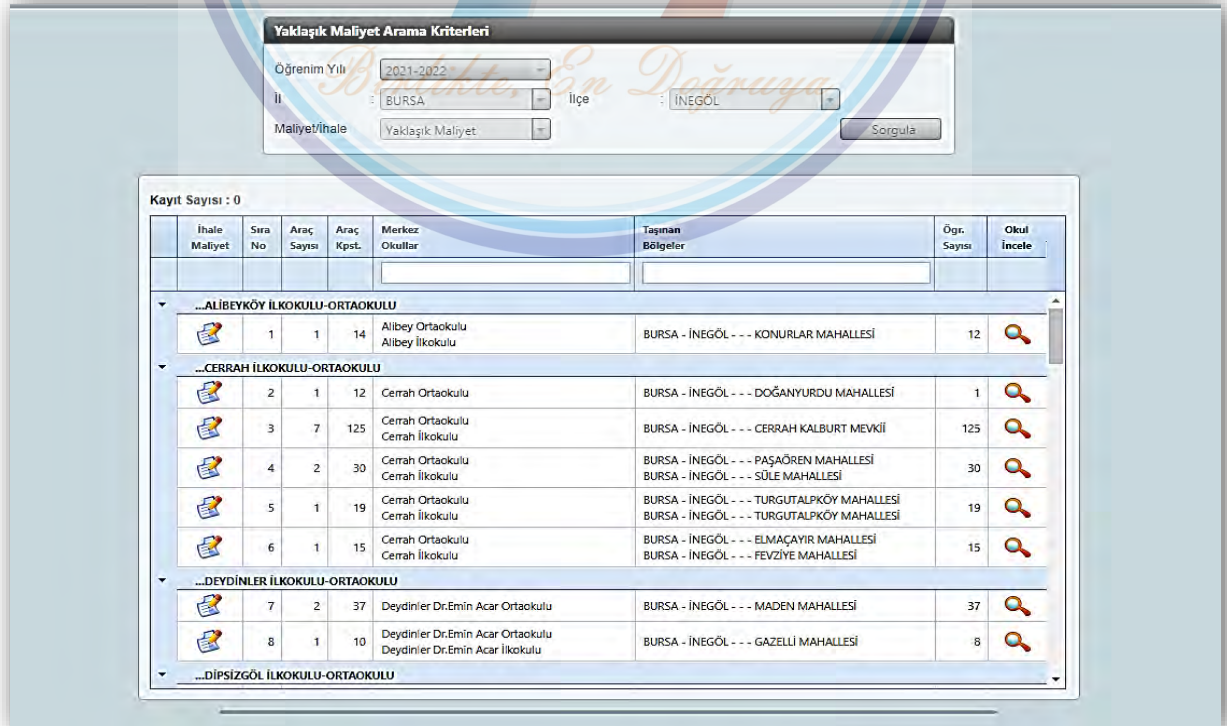 Yaklaşık Maliyet Arama Kriterleri
Öğrenim Yılı 2021-2022
Birlikte, En Doğruya
İl : BURSA İlçe : İNEGÖL
Maliyet/İhale Yaklaşık Maliyet Sorgula
Kayıt Sayısı : 0
İhale Maliyet Sıra No Araç Sayısı Araç Kpst. Merkez Okullar Taşınan Bölgeler Öğr. Sayısı Okul İncele
...ALİBEYKÖY İLKOKULU-ORTAOKULU
1 1 14 Alibey Ortaokulu BURSA - İNEGÖL - - - KONURLAR MAHALLESİ 12
Alibey İlkokulu
...CERRAH İLKOKULU-ORTAOKULU
2 1 12 Cerrah Ortaokulu BURSA - İNEGÖL - - - DOĞANYURDU MAHALLESİ 1
3 7 125 Cerrah Ortaokulu BURSA - İNEGÖL - - - CERRAH KALBURT MEVKİİ 125
Cerrah İlkokulu
4 2 30 Cerrah Ortaokulu BURSA - İNEGÖL - - - PAŞAÖREN MAHALLESİ 30
Cerrah İlkokulu BURSA - İNEGÖL - - - SÜLE MAHALLESİ
5 1 19 Cerrah Ortaokulu BURSA - İNEGÖL - - - TURGUTALPKÖY MAHALLESİ 19
Cerrah İlkokulu BURSA - İNEGÖL - - - TURGUTALPKÖY MAHALLESİ
6 1 15 Cerrah Ortaokulu BURSA - İNEGÖL - - - ELMAÇAYIR MAHALLESİ 15
Cerrah İlkokulu BURSA - İNEGÖL - - - FEVZİYE MAHALLESİ
...DEYDİNLER İLKOKULU-ORTAOKULU
7 2 37 Deydinler Dr.Emin Acar Ortaokulu BURSA - İNEGÖL - - - MADEN MAHALLESİ 37
8 1 10 Deydinler Dr.Emin Acar Ortaokulu BURSA - İNEGÖL - - - GAZELLİ MAHALLESİ 8
Deydinler Dr.Emin Acar İlkokulu
...DİPSİZGÖL İLKOKULU-ORTAOKULU